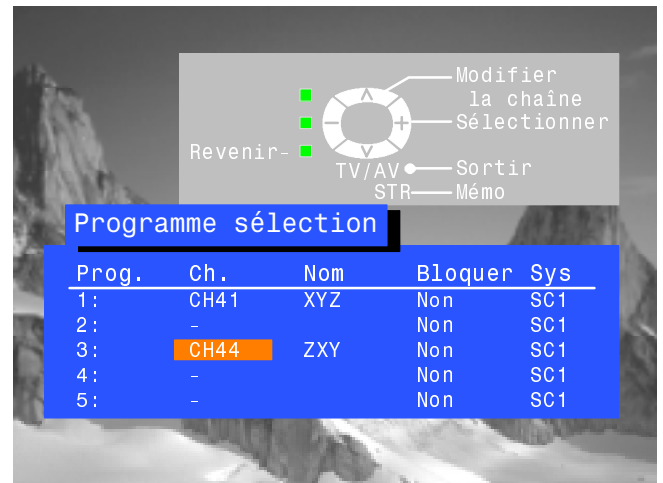 Modifier
la chaîne
Sélectionner
Revenir-
TV/AV Sortir
STR Mémo
Programme sélection
Prog. Ch. Nom Bloquer Sys
1: CH41 XYZ Non SC1
2: - Non SC1
3: CH44 ZXY Non SC1
4: - Non SC1
5: - Non SC1